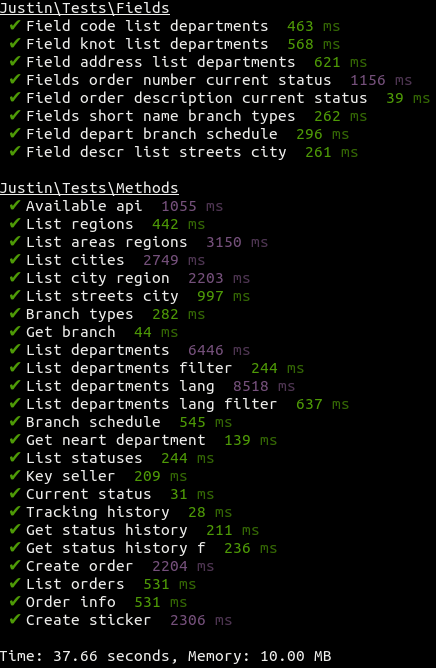 Justin\Tests\Fields
✔ Field code list departments 463 ms
✔ Field knot list departments 568 ms
✔ Field address list departments 621 ms
✔ Fields order number current status 1156 ms
✔ Field order description current status 39 ms
✔ Fields short name branch types 262 ms
✔ Field depart branch schedule 296 ms
✔ Field descr list streets city 261 ms
Justin\Tests\Methods
✔ Available api 1055 ms
✔ List regions 442 ms
✔ List areas regions 3150 ms
✔ List cities 2749 ms
✔ List city region 2203 ms
✔ List streets city 997 ms
✔ Branch types 282 ms
✔ Get branch 44 ms
✔ List departments 6446 ms
✔ List departments filter 244 ms
✔ List departments lang 8518 ms
✔ List departments lang filter 637 ms
✔ Branch schedule 545 ms
✔ Get neart department 139 ms
✔ List statuses 244 ms
✔ Key seller 209 ms
✔ Current status 31 ms
✔ Tracking history 28 ms
✔ Get status history 211 ms
✔ Get status history f 236 ms
✔ Create order 2204 ms
✔ List orders 531 ms
✔ Order info 531 ms
✔ Create sticker 2306 ms
Time: 37.66 seconds, Memory: 10.00 MB